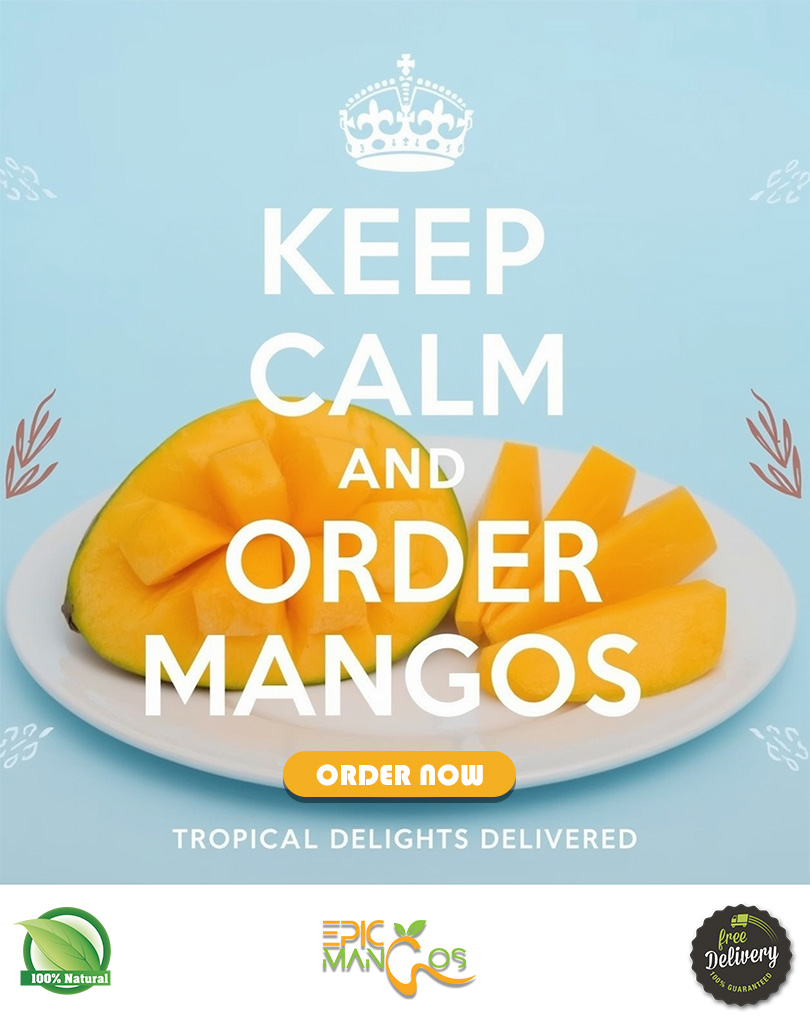 KEEP
CALM
AND
ORDER
MANGOS
ORDER NOW
TROPICAL DELIGHTS DELIVERED
100% Natural
EPIC
MANGOS
free
Delivery
100% GUARANTEED